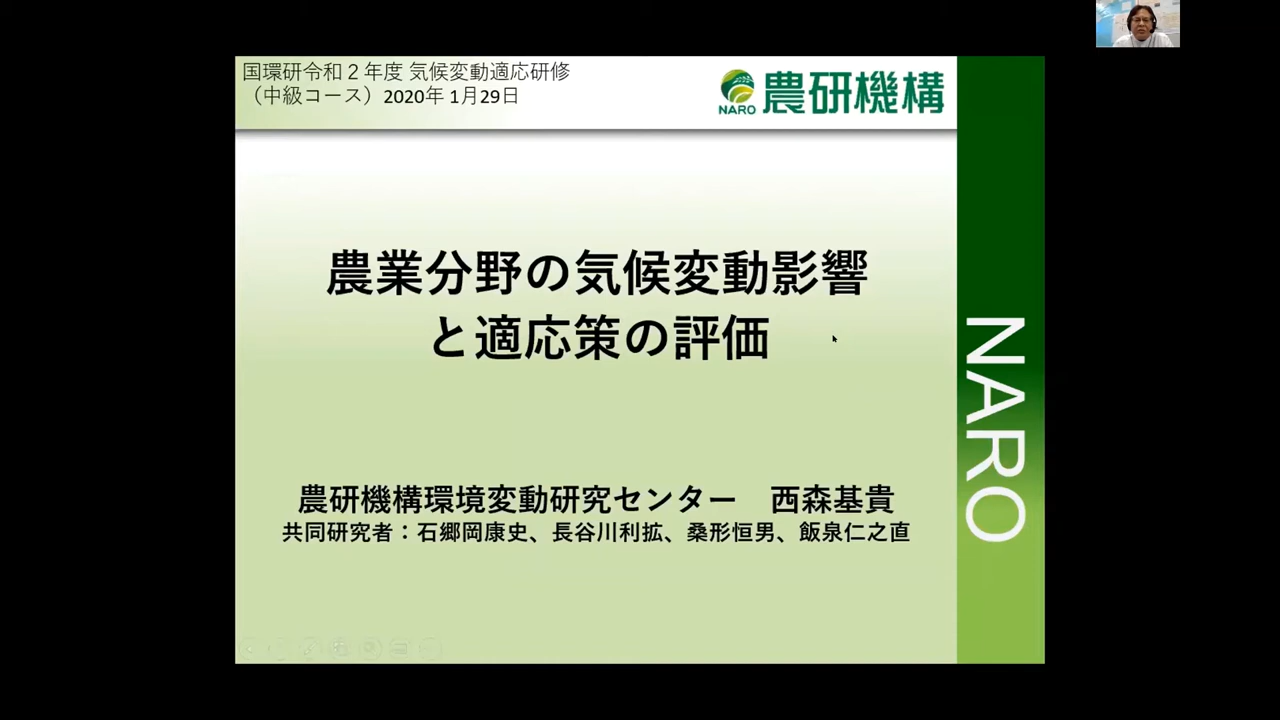 国環研令和２年度 気候変動適応研修
（中級コース）2020年 1月29日
NARO
農研機構
農業分野の気候変動影響
と適応策の評価
農研機構環境変動研究センター　西森基貴
共同研究者：石郷岡康史、長谷川利拡、桑形恒男、飯泉仁之直
NARO